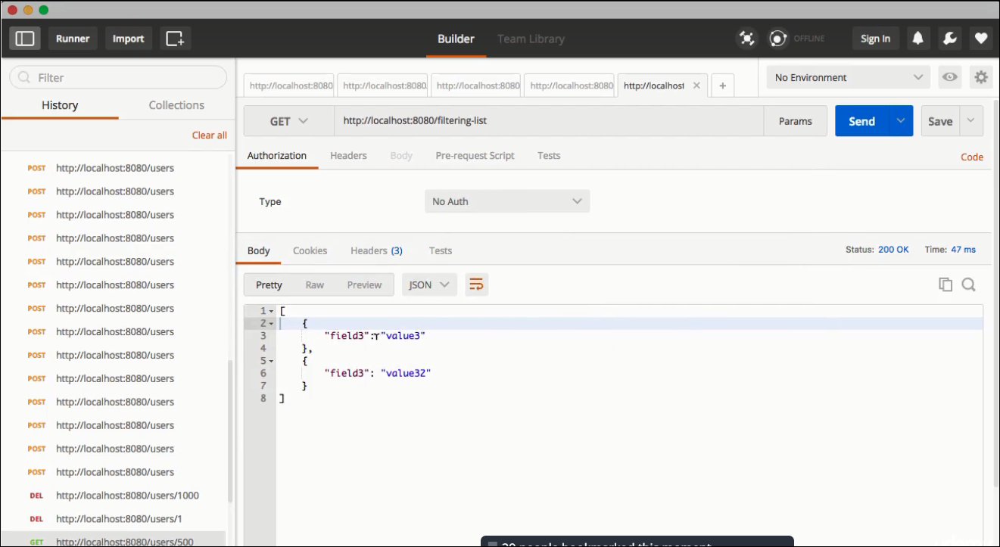 Runner Import Builder Team Library OFFLINE Sign In
Filter
History Collections
Clear all
POST http://localhost:8080/users
POST http://localhost:8080/users
POST http://localhost:8080/users
POST http://localhost:8080/users
POST http://localhost:8080/users
POST http://localhost:8080/users
POST http://localhost:8080/users
POST http://localhost:8080/users
POST http://localhost:8080/users
POST http://localhost:8080/users
POST http://localhost:8080/users
POST http://localhost:8080/users
POST http://localhost:8080/users
POST http://localhost:8080/users
DEL http://localhost:8080/users/1000
DEL http://localhost:8080/users/1
GET http://localhost:8080/users/500
http://localhost:8080 http://localhost:8080 http://localhost:8080 http://localhost:8080 http://localhost +
No Environment
GET http://localhost:8080/filtering-list Params Send Save
Authorization Headers Body Pre-request Script Tests Code
Type No Auth
Body Cookies Headers (3) Tests Status: 200 OK Time: 47 ms
Pretty Raw Preview JSON
1 [
2 {
3 "field3": "value3"
4 },
5 {
6 "field3": "value32"
7 }
8 ]
20 people bookmarked this moment